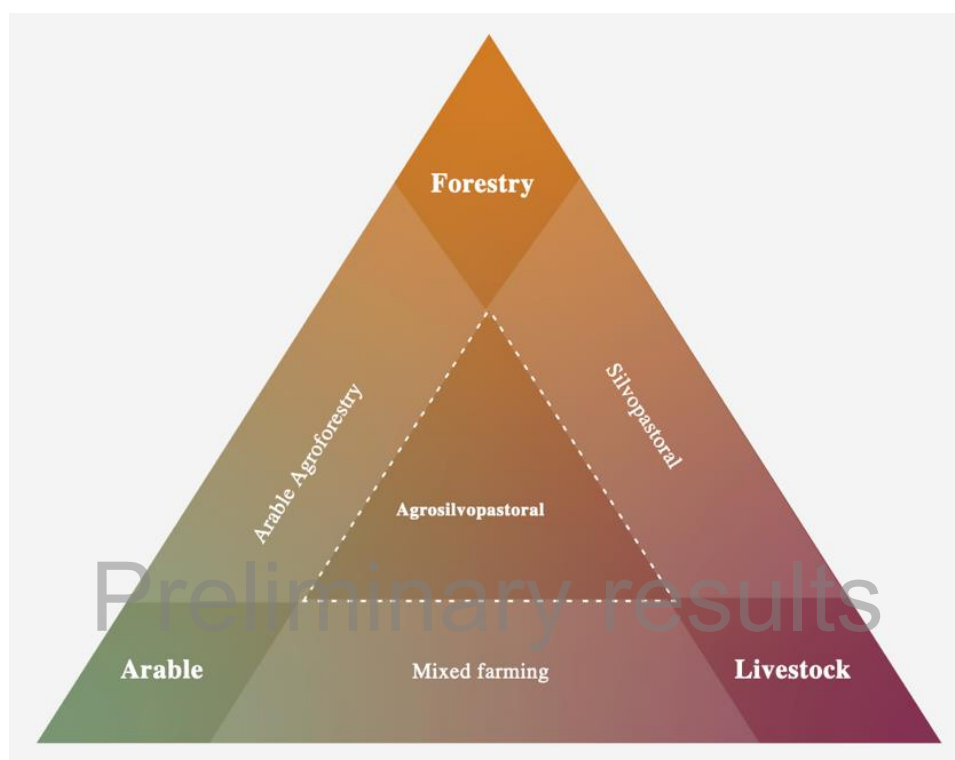 Forestry
Arable Agroforestry
Silvopastoral
Agrosilvopastoral
Preliminary results
Arable
Mixed farming
Livestock